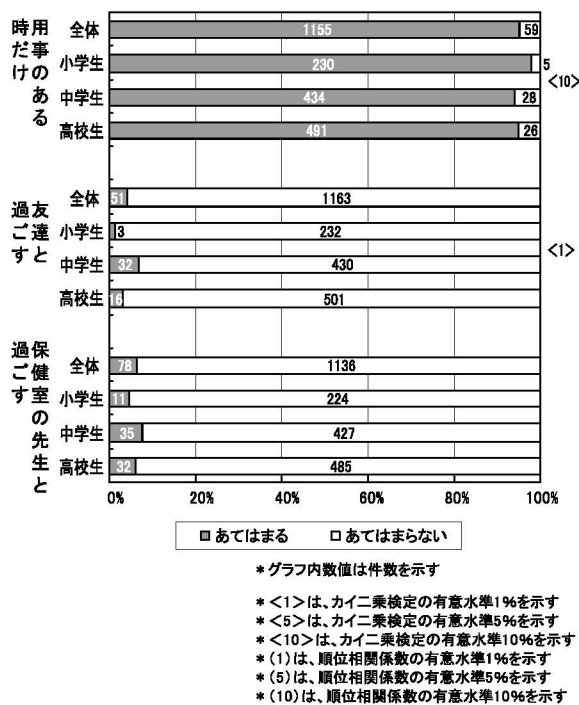 用事のある
時だけ
全体 1155 59
小学生 230 5
中学生 434 28
高校生 491 26
<10>
友達と
過ごす
全体 51 1163
小学生 3 232
中学生 32 430
高校生 16 501
<1>
保健室の先生と
過ごす
全体 78 1136
小学生 11 224
中学生 35 427
高校生 32 485
0% 20% 40% 60% 80% 100%
あてはまる あてはまらない
*グラフ内数値は件数を示す
*<1>は、カイ二乗検定の有意水準1%を示す
*<5>は、カイ二乗検定の有意水準5%を示す
*<10>は、カイ二乗検定の有意水準10%を示す
*(1)は、順位相関係数の有意水準1%を示す
*(5)は、順位相関係数の有意水準5%を示す
*(10)は、順位相関係数の有意水準10%を示す